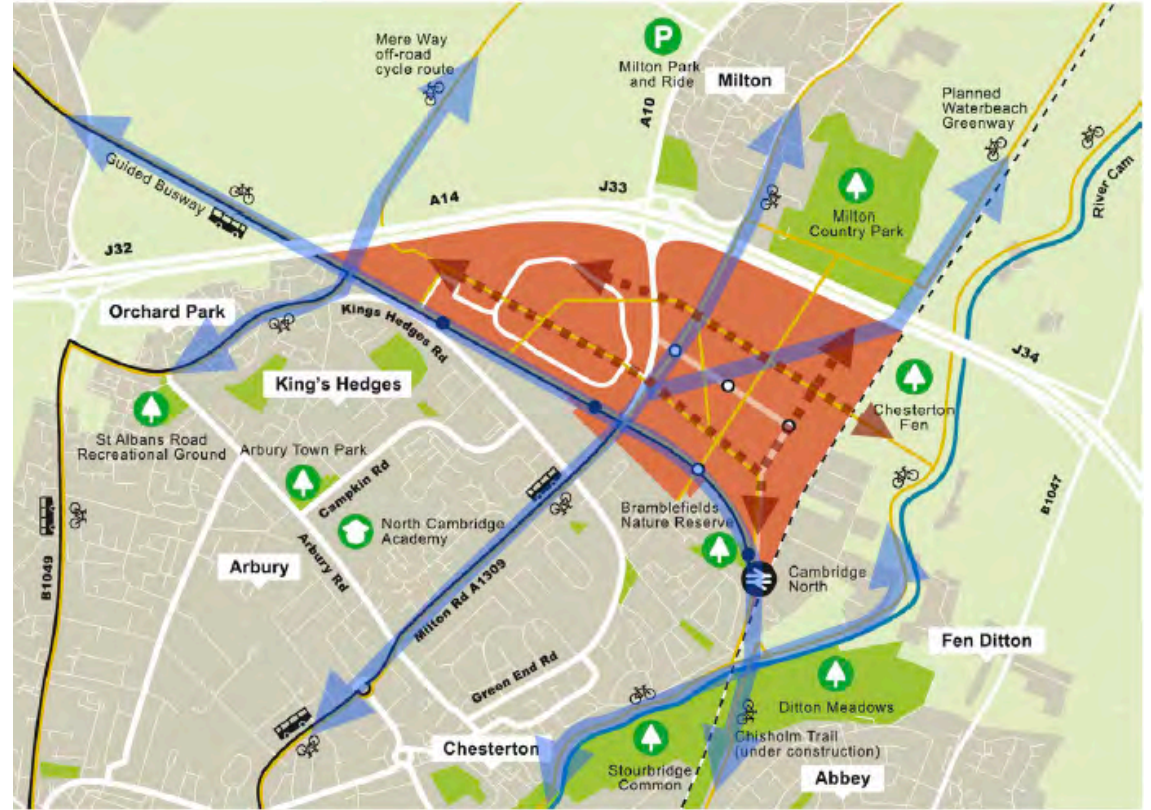 Mere Way
off-road
cycle route
P
Milton Park
and Ride
Milton
A10
Planned
Waterbeach
Greenway
River Cam
Guided Busway
J33
A14
J32
Milton
Country Park
Orchard Park
Kings Hedges Rd
J34
King's Hedges
Chesterton
Fen
St Albans Road
Recreational Ground
Arbury Town Park
Campkin Rd
B1047
Bramblefields
Nature Reserve
North Cambridge
Academy
B1049
Arbury
Arbury Rd
Cambridge
North
Milton Rd A1309
Fen Ditton
Green End Rd
Ditton Meadows
Chesterton
Chisholm Trail
(under construction)
Stourbridge
Common
Abbey